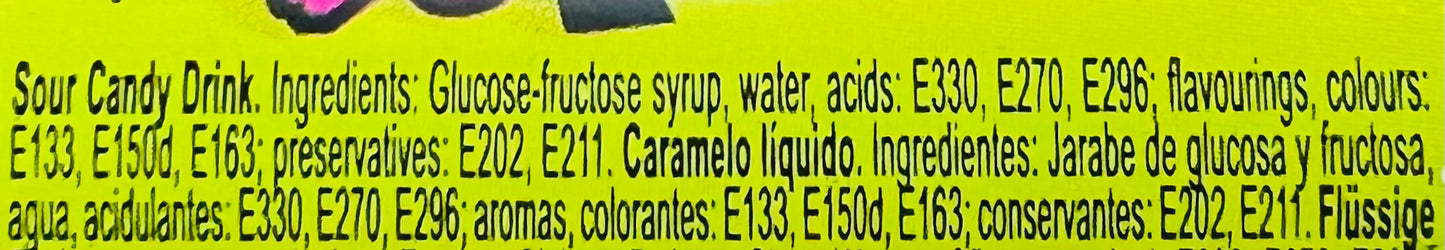 Sour Candy Drink. Ingredients: Glucose-fructose syrup, water, acids: E330, E270, E296; flavourings, colours:
E133, E150d, E163; preservatives: E202, E211. Caramelo líquido. Ingredientes: Jarabe de glucosa y fructosa,
agua, acidulantes: E330, E270, E296; aromas, colorantes: E133, E150d, E163; conservantes: E202, E211. Flüssige